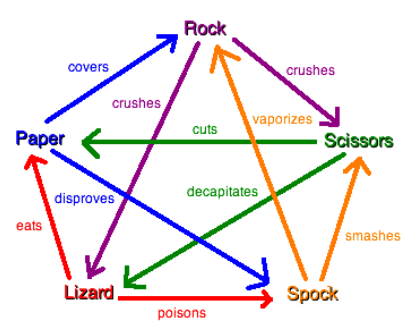 Rock
covers
crushes
crushes
vaporizes
Paper
cuts
Scissors
disproves
decapitates
eats
smashes
Lizard
Spock
poisons